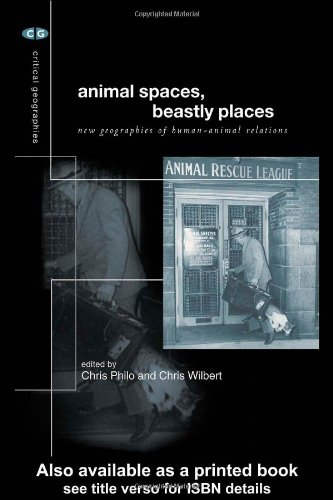 CG
critical geographies
animal spaces,
beastly places
new geographies of human-animal relations
ANIMAL RESCUE LEAGUE
edited by
Chris Philo and Chris Wilbert
Also available as a printed book
see title verso for ISBN details